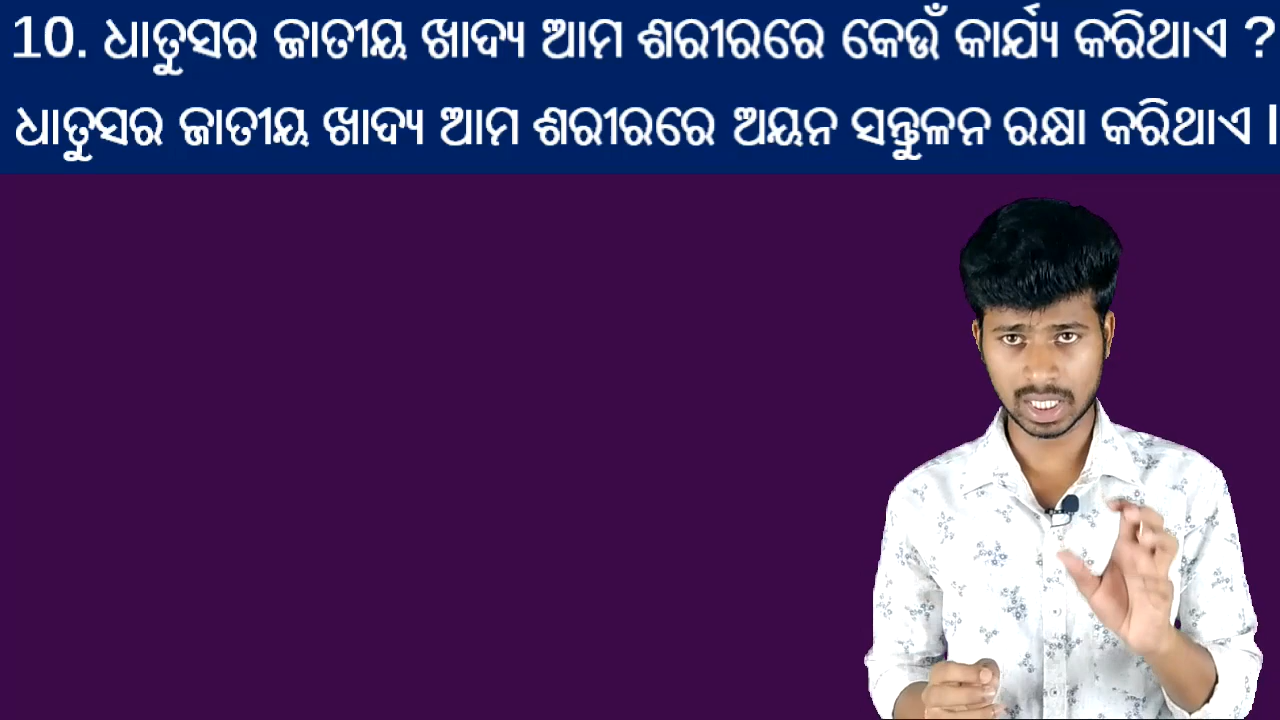 10. ଧାତୁସର ଜାତୀୟ ଖାଦ୍ୟ ଆମ ଶରୀରରେ କେଉଁ କାର୍ଯ୍ୟ କରିଥାଏ ?
ଧାତୁସର ଜାତୀୟ ଖାଦ୍ୟ ଆମ ଶରୀରରେ ଅୟନ ସନ୍ତୁଳନ ରକ୍ଷା କରିଥାଏ ।